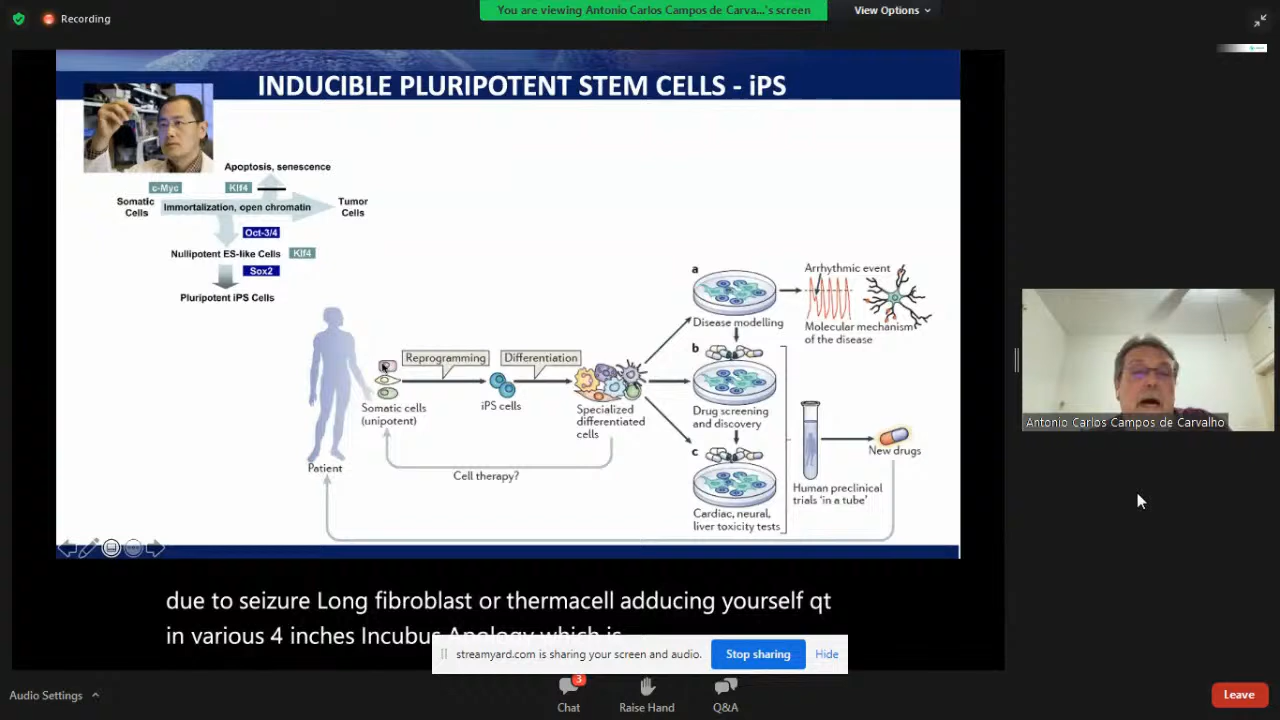 Recording
You are viewing Antonio Carlos Campos de Carva...'s screen
View Options
INDUCIBLE PLURIPOTENT STEM CELLS - iPS
Apoptosis, senescence
c-Myc
Klf4
Somatic
Cells
Immortalization, open chromatin
Tumor
Cells
Oct-3/4
Nullipotent ES-like Cells
Klf4
Sox2
Pluripotent iPS Cells
a
Arrhythmic event
Disease modelling
Molecular mechanism
of the disease
b
Reprogramming
Differentiation
Somatic cells
(unipotent)
iPS cells
Specialized
differentiated
cells
Drug screening
and discovery
c
New drugs
Patient
Cell therapy?
Human preclinical
trials 'in a tube'
Cardiac, neural,
liver toxicity tests
Antonio Carlos Campos de Carvalho
due to seizure Long fibroblast or thermacell adducing yourself qt
in various 4 inches Incubus Apology which is
streamyard.com is sharing your screen and audio.
Stop sharing
Hide
Audio Settings
3
Chat
Raise Hand
Q&A
Leave